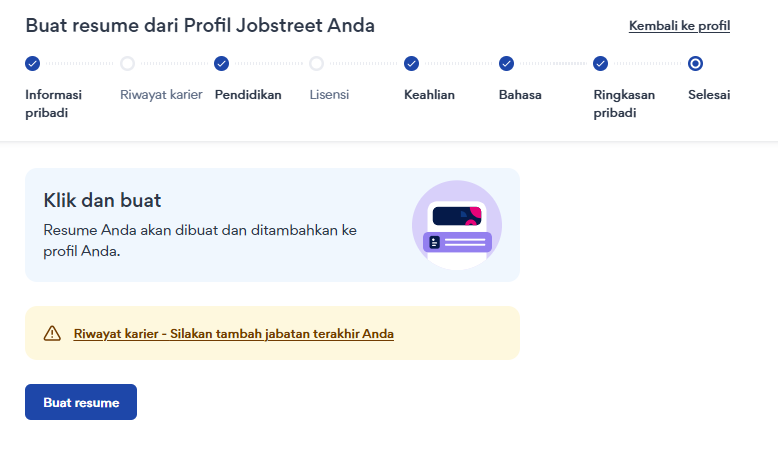 Buat resume dari Profil Jobstreet Anda
Kembali ke profil
Informasi pribadi
Riwayat karier
Pendidikan
Lisensi
Keahlian
Bahasa
Ringkasan pribadi
Selesai
Klik dan buat
Resume Anda akan dibuat dan ditambahkan ke
profil Anda.
Riwayat karier - Silakan tambah jabatan terakhir Anda
Buat resume